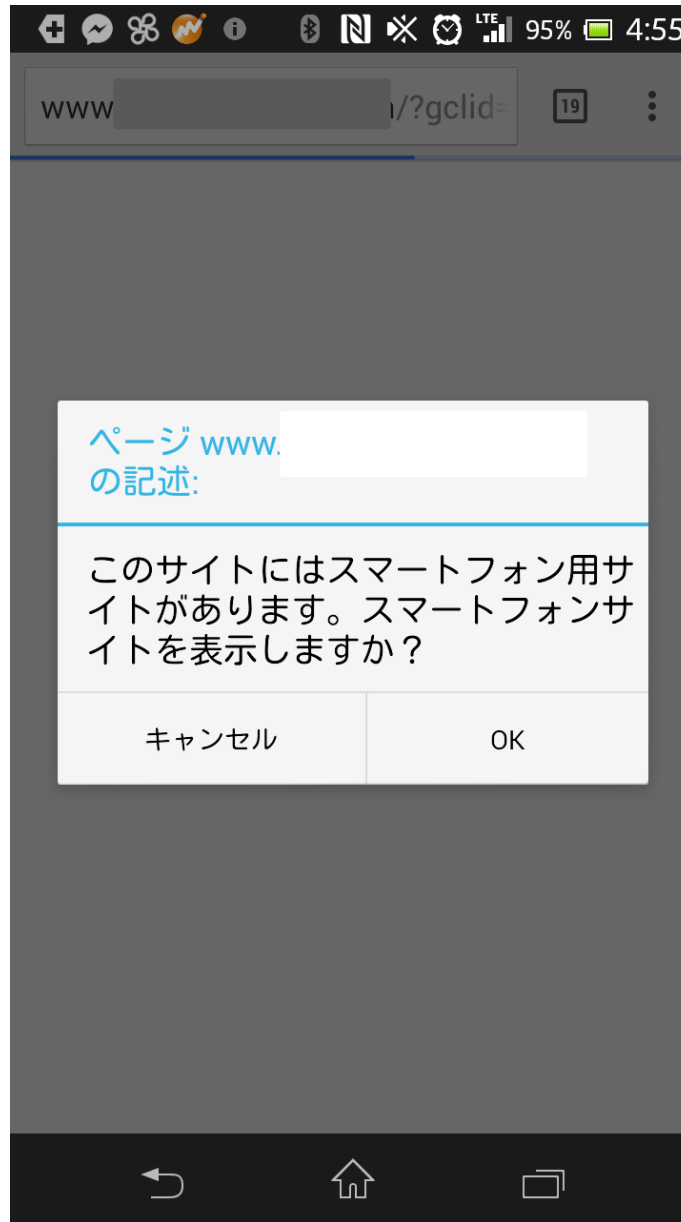 LTE 95% 4:55
www /?gclid= 19
ページ www.
の記述:
このサイトにはスマートフォン用サ
イトがあります。スマートフォンサ
イトを表示しますか？
キャンセル OK